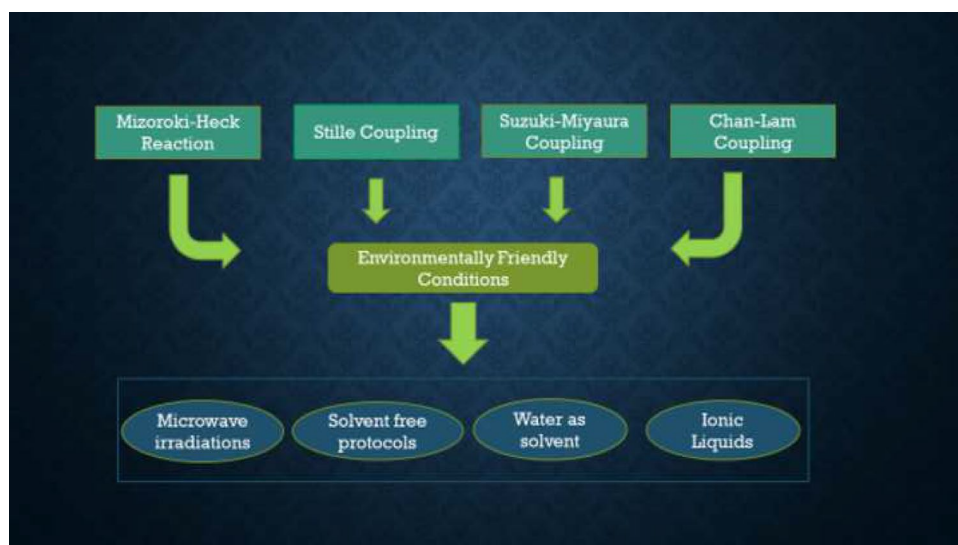 Mizoroki-Heck
Reaction
Stille Coupling
Suzuki-Miyaura
Coupling
Chan-Lam
Coupling
Environmentally Friendly
Conditions
Microwave
irradiations
Solvent free
protocols
Water as
solvent
Ionic
Liquids